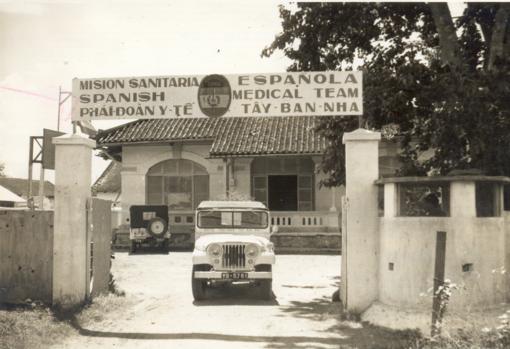 MISION SANITARIA ESPAÑOLA
SPANISH MEDICAL TEAM
PHÁI-ĐOÀN Y-TẾ TÂY-BAN-NHA